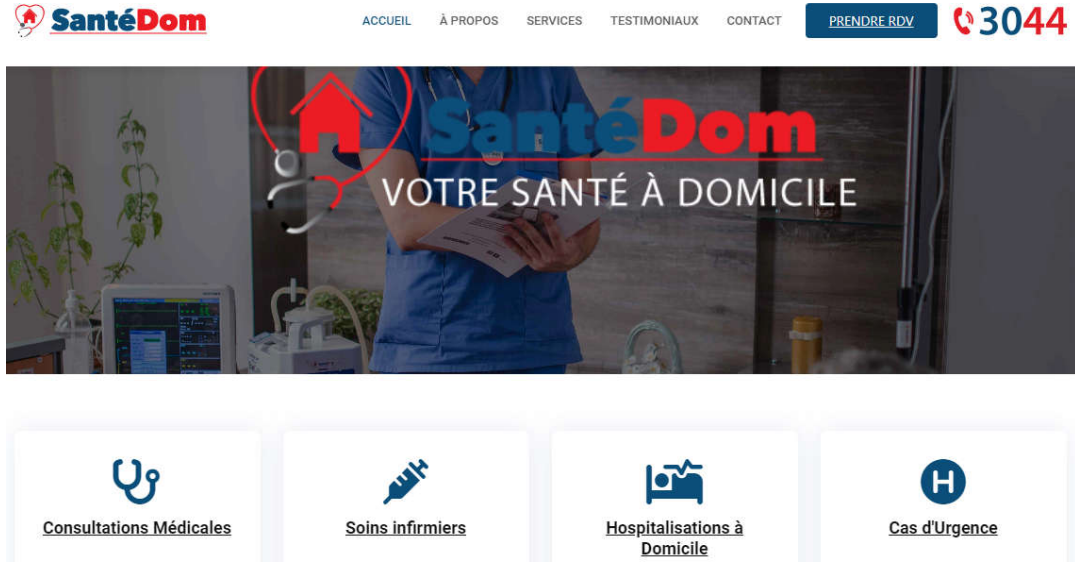 SantéDom
ACCUEIL À PROPOS SERVICES TESTIMONIAUX CONTACT PRENDRE RDV 3044
SantéDom
VOTRE SANTÉ À DOMICILE
Consultations Médicales
Soins infirmiers
Hospitalisations à
Domicile
H
Cas d'Urgence